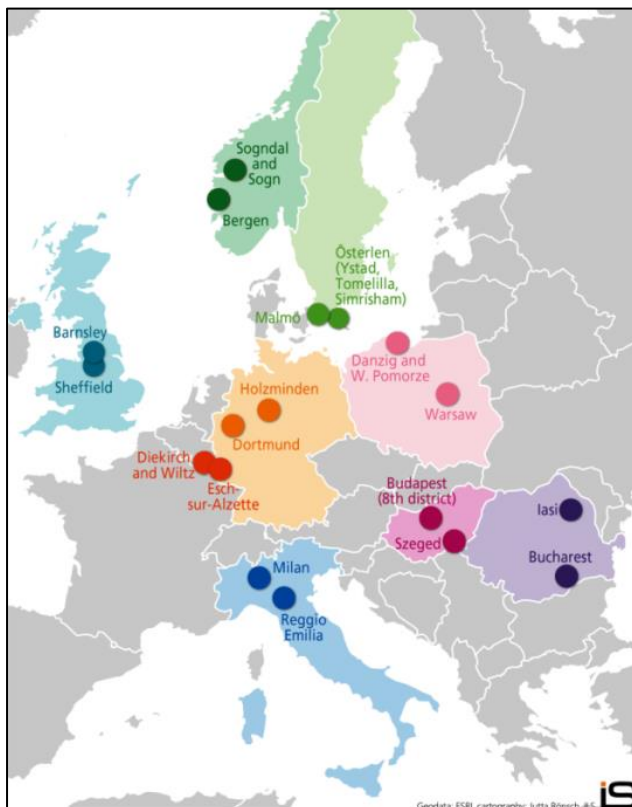 Sogndal
and
Sogn
Bergen
Österlen
(Ystad,
Tomelilla,
Simrisham)
Malmö
Barnsley
Sheffield
Danzig and
W. Pomorze
Warsaw
Holzminden
Dortmund
Diekirch
and Wiltz
Esch-
sur-Alzette
Budapest
(8th district)
Szeged
Iasi
Bucharest
Milan
Reggio
Emilia
Geodata: ESRI, cartography: Jutta